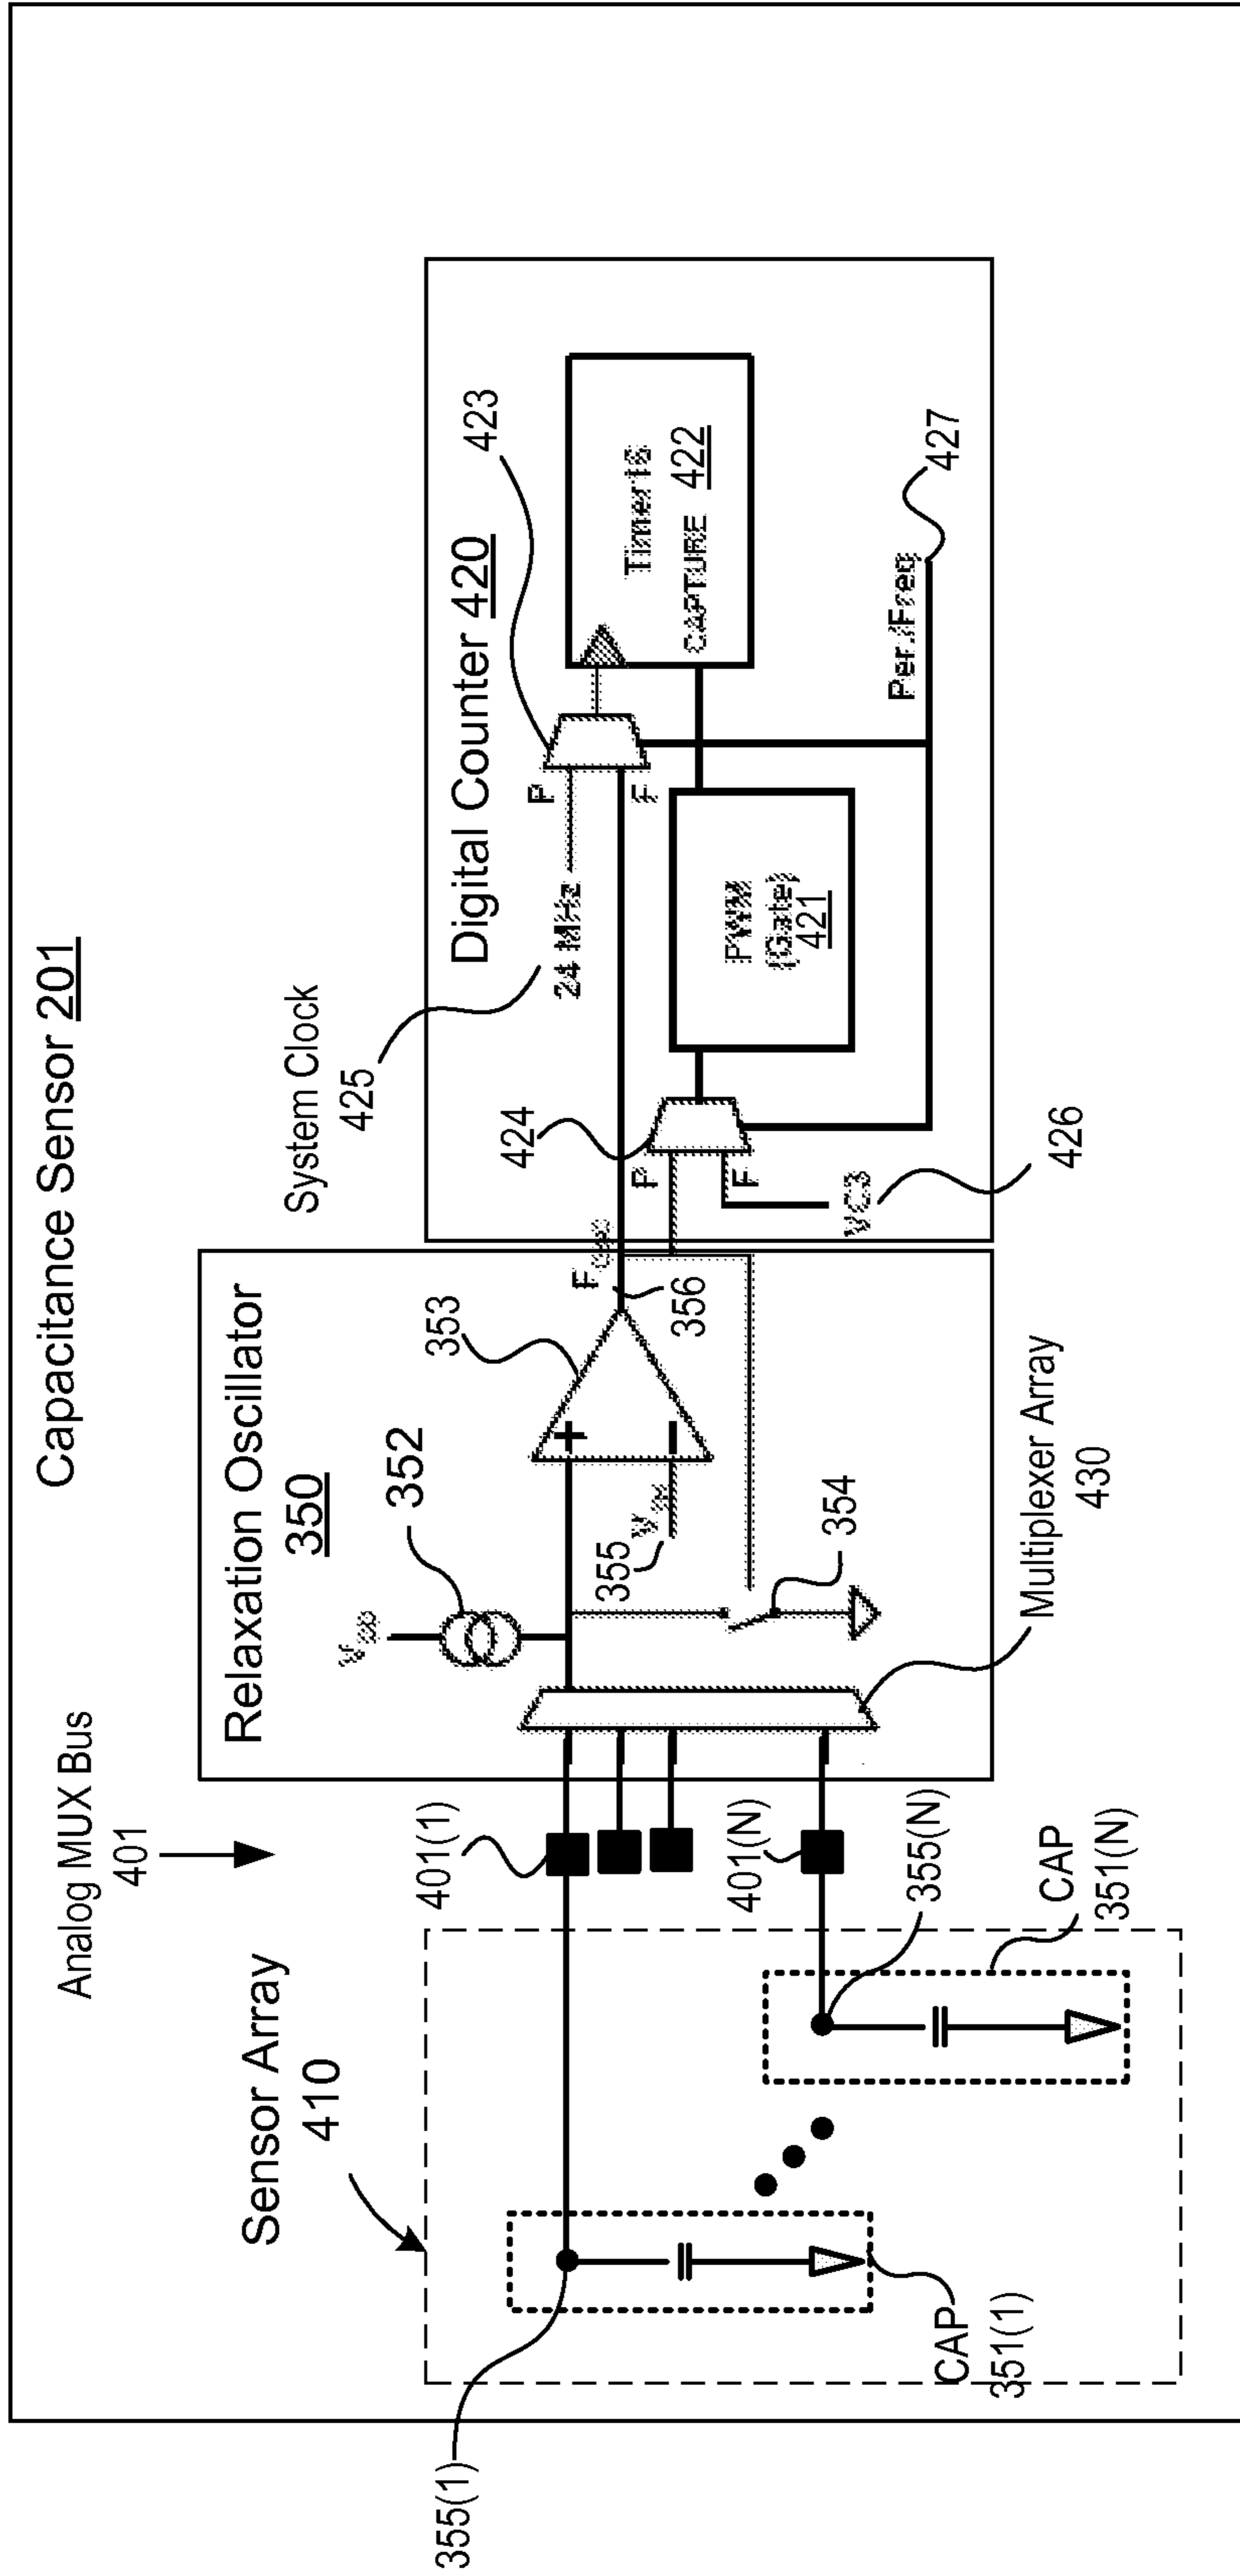 Capacitance Sensor 201
Analog MUX Bus
401
Sensor Array
410
355(1)
CAP
351(1)
CAP
351(N)
355(N)
401(1)
401(N)
Relaxation Oscillator
350
352
353
355
354
356
Multiplexer Array
430
System Clock
425
Digital Counter 420
24 MHz
P
F
423
424
P
F
VC3
426
PWM
(Gate)
421
Timer16
CAPTURE 422
Per./Freq
427
+
−